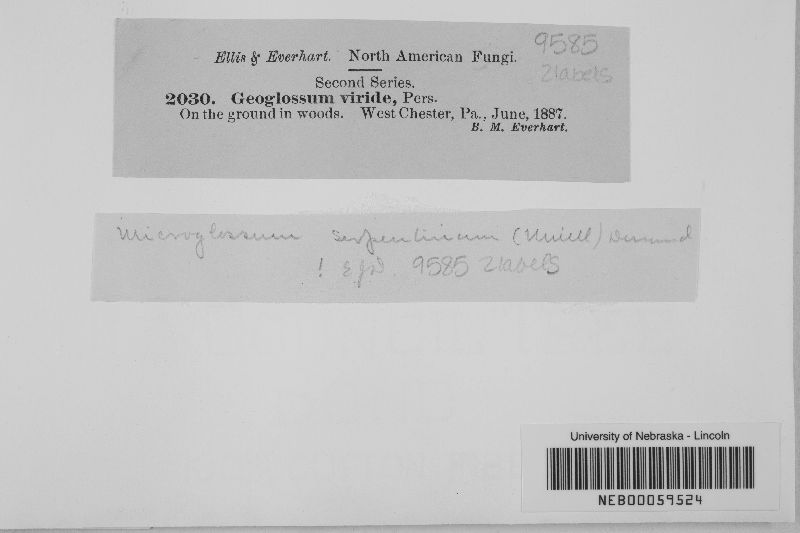 Ellis & Everhart. North American Fungi.
9585
2 labels
Second Series.
2030. Geoglossum viride, Pers.
On the ground in woods. West Chester, Pa., June, 1887.
B. M. Everhart.
Microglossum
! EJD. 9585 2 labels
University of Nebraska - Lincoln
NEB00059524